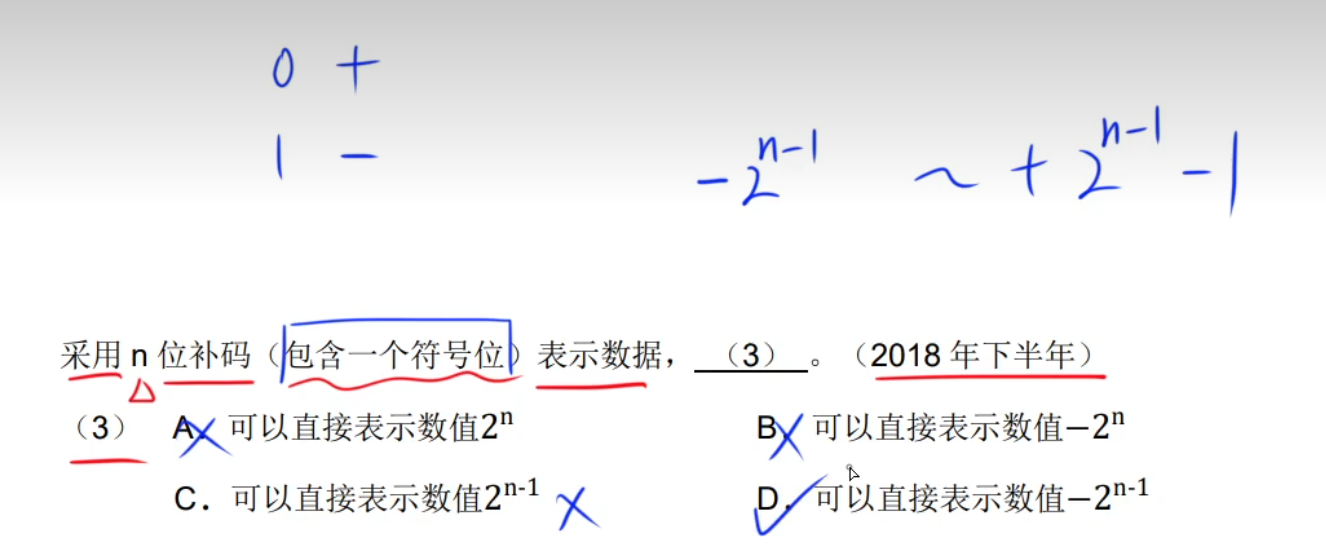 0 +
1 −
−2^{n−1} ~ +2^{n−1}−1
采用 n 位补码（包含一个符号位）表示数据，（3）。（2018 年下半年）
（3） A. 可以直接表示数值2^n B. 可以直接表示数值−2^n
C．可以直接表示数值2^{n-1} D. 可以直接表示数值−2^{n-1}